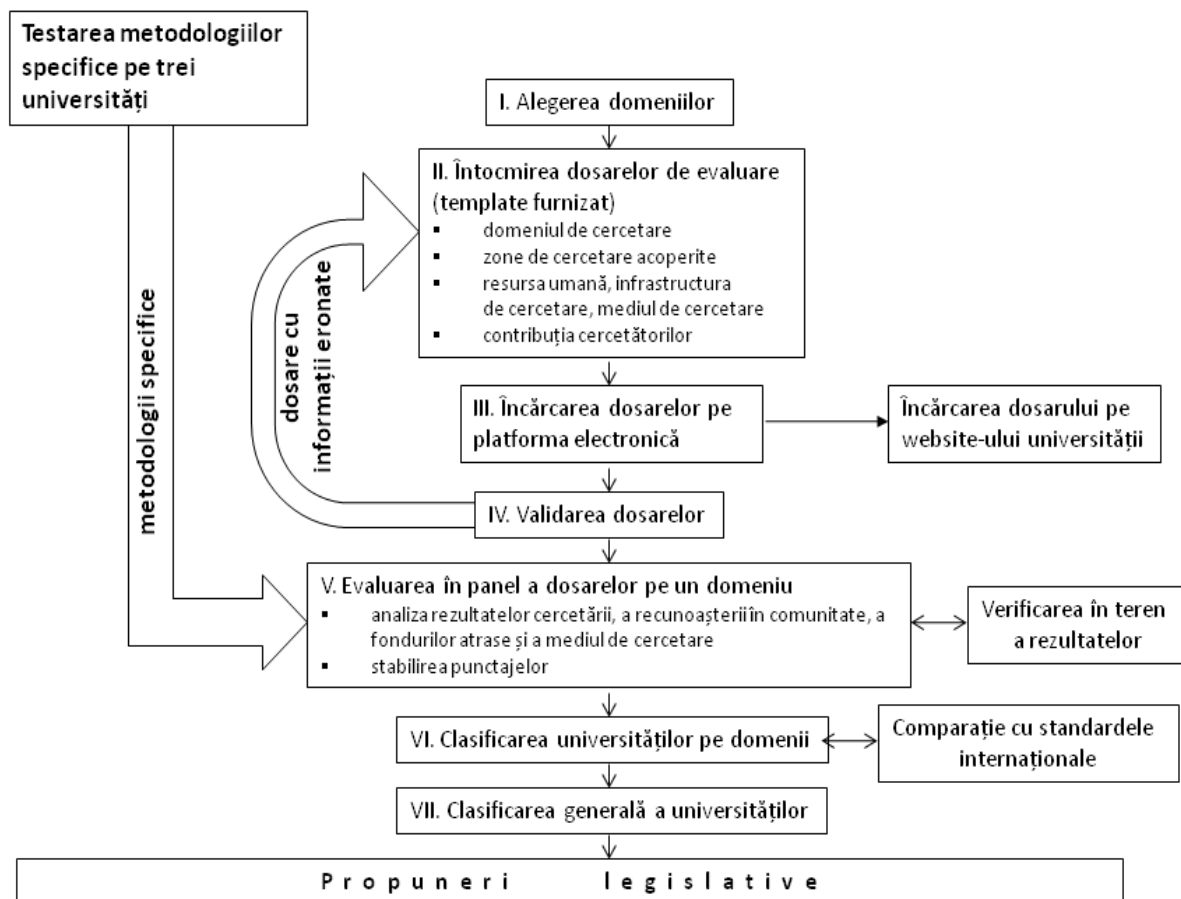 Testarea metodologiilor
specifice pe trei
universități
I. Alegerea domeniilor
II. Întocmirea dosarelor de evaluare
(template furnizat)
▪ domeniul de cercetare
▪ zone de cercetare acoperite
▪ resursa umană, infrastructura
de cercetare, mediul de cercetare
▪ contribuția cercetătorilor
dosare cu
informații eronate
metodologii specifice
III. Încărcarea dosarelor pe
platforma electronică
Încărcarea dosarului pe
website-ului universității
IV. Validarea dosarelor
V. Evaluarea în panel a dosarelor pe un domeniu
▪ analiza rezultatelor cercetării, a recunoașterii în comunitate, a
fondurilor atrase și a mediul de cercetare
▪ stabilirea punctajelor
Verificarea în teren
a rezultatelor
VI. Clasificarea universităților pe domenii
Comparație cu standardele
internaționale
VII. Clasificarea generală a universităților
Propuneri legislative